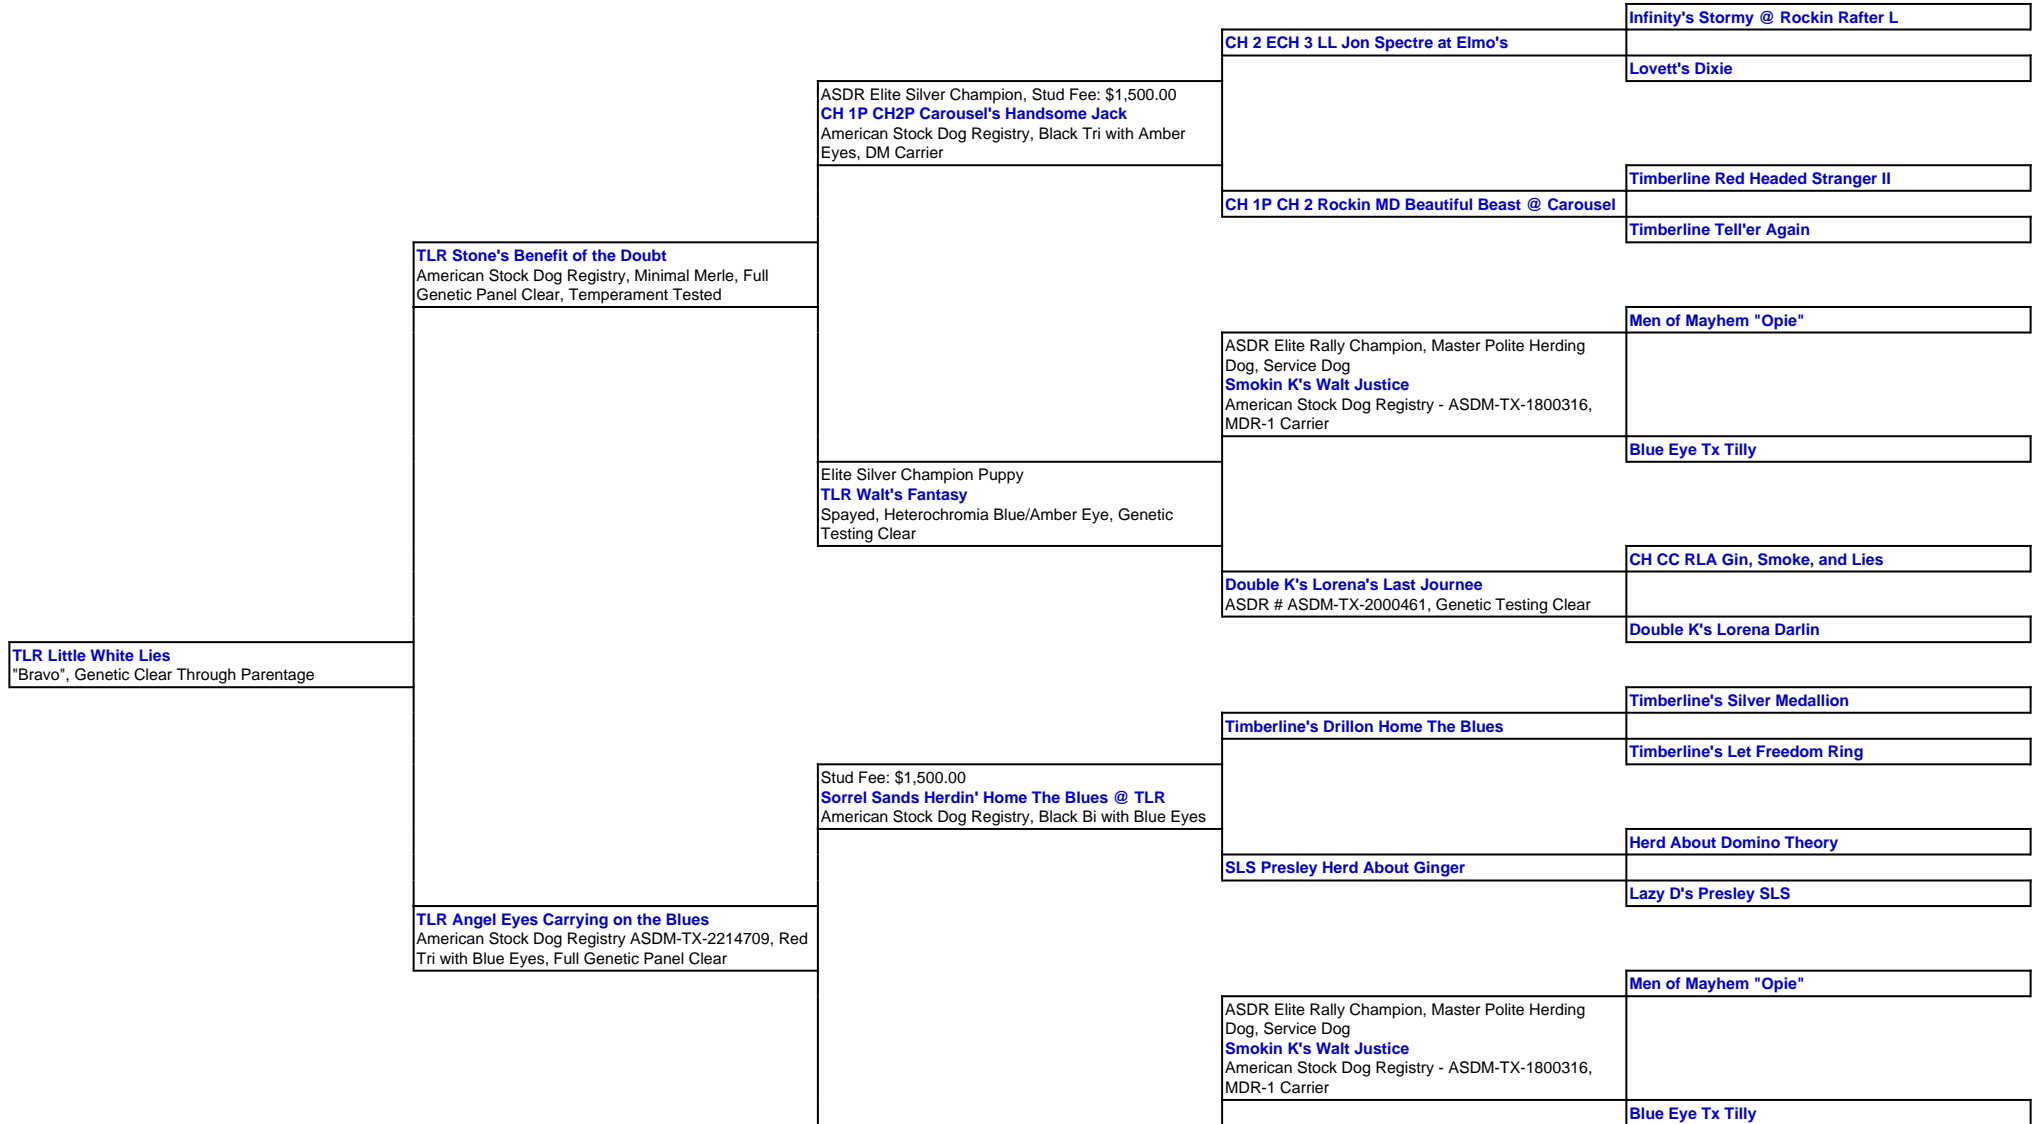 Infinity's Stormy @ Rockin Rafter L
CH 2 ECH 3 LL Jon Spectre at Elmo's
Lovett's Dixie
ASDR Elite Silver Champion, Stud Fee: $1,500.00
CH 1P CH2P Carousel's Handsome Jack
American Stock Dog Registry, Black Tri with Amber
Eyes, DM Carrier
Timberline Red Headed Stranger II
CH 1P CH 2 Rockin MD Beautiful Beast @ Carousel
Timberline Tell'er Again
TLR Stone's Benefit of the Doubt
American Stock Dog Registry, Minimal Merle, Full
Genetic Panel Clear, Temperament Tested
Men of Mayhem "Opie"
ASDR Elite Rally Champion, Master Polite Herding
Dog, Service Dog
Smokin K's Walt Justice
American Stock Dog Registry - ASDM-TX-1800316,
MDR-1 Carrier
Blue Eye Tx Tilly
Elite Silver Champion Puppy
TLR Walt's Fantasy
Spayed, Heterochromia Blue/Amber Eye, Genetic
Testing Clear
CH CC RLA Gin, Smoke, and Lies
Double K's Lorena's Last Journee
ASDR # ASDM-TX-2000461, Genetic Testing Clear
Double K's Lorena Darlin
TLR Little White Lies
"Bravo", Genetic Clear Through Parentage
Timberline's Silver Medallion
Timberline's Drillon Home The Blues
Timberline's Let Freedom Ring
Stud Fee: $1,500.00
Sorrel Sands Herdin' Home The Blues @ TLR
American Stock Dog Registry, Black Bi with Blue Eyes
Herd About Domino Theory
SLS Presley Herd About Ginger
Lazy D's Presley SLS
TLR Angel Eyes Carrying on the Blues
American Stock Dog Registry ASDM-TX-2214709, Red
Tri with Blue Eyes, Full Genetic Panel Clear
Men of Mayhem "Opie"
ASDR Elite Rally Champion, Master Polite Herding
Dog, Service Dog
Smokin K's Walt Justice
American Stock Dog Registry - ASDM-TX-1800316,
MDR-1 Carrier
Blue Eye Tx Tilly